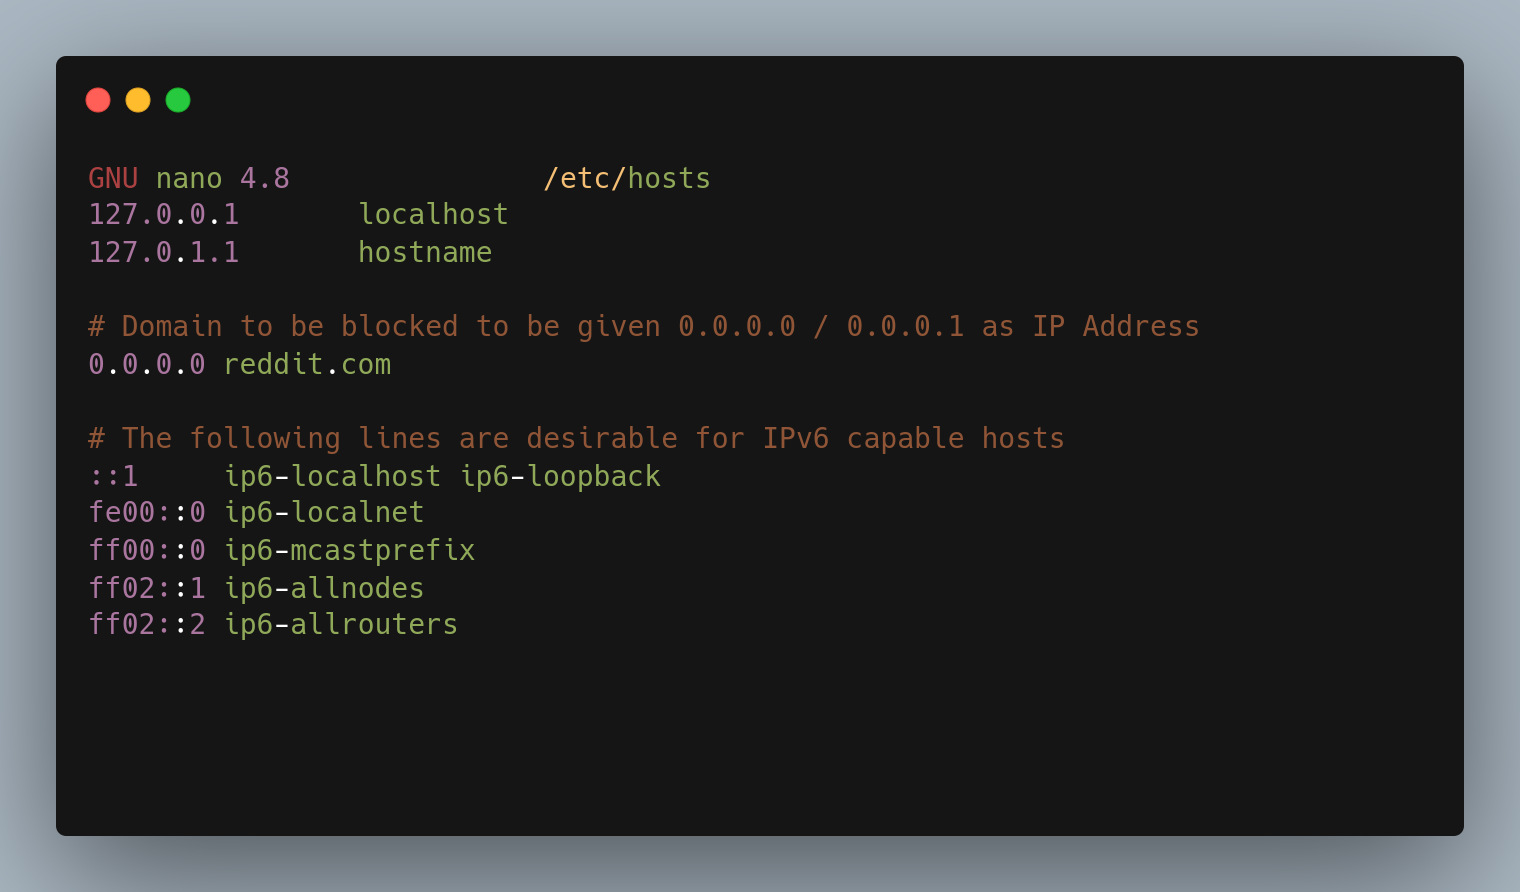 GNU nano 4.8               /etc/hosts
127.0.0.1       localhost
127.0.1.1       hostname
# Domain to be blocked to be given 0.0.0.0 / 0.0.0.1 as IP Address
0.0.0.0 reddit.com
# The following lines are desirable for IPv6 capable hosts
::1     ip6-localhost ip6-loopback
fe00::0 ip6-localnet
ff00::0 ip6-mcastprefix
ff02::1 ip6-allnodes
ff02::2 ip6-allrouters